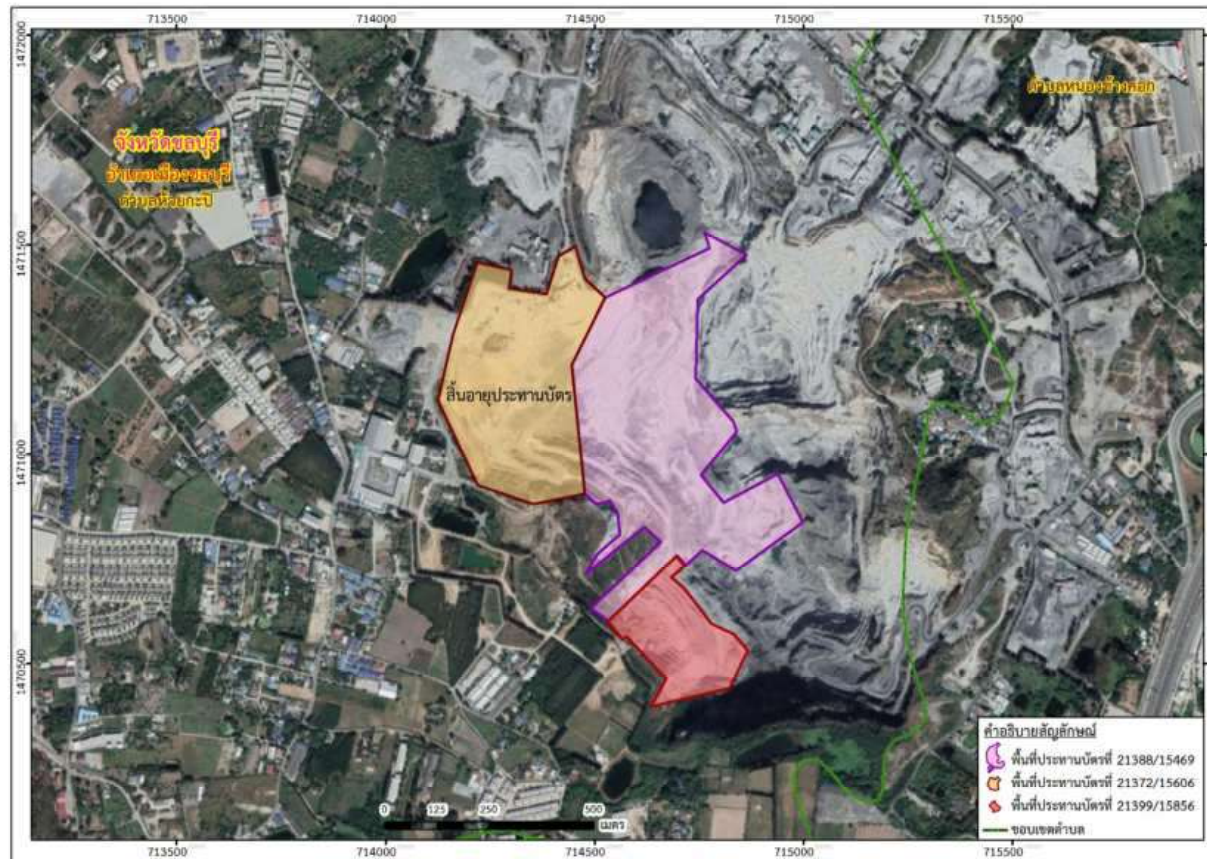 713500 714000 714500 715000 715500
1472000
1471500
1471000
1470500
ตำบลหนองข้างคอก
จังหวัดชลบุรี
อำเภอเมืองชลบุรี
ตำบลห้วยกะปิ
สิ้นอายุประทานบัตร
คำอธิบายสัญลักษณ์
พื้นที่ประทานบัตรที่ 21388/15469
พื้นที่ประทานบัตรที่ 21372/15606
พื้นที่ประทานบัตรที่ 21399/15856
ขอบเขตตำบล
0 125 250 500
เมตร
713500 714000 714500 715000 715500